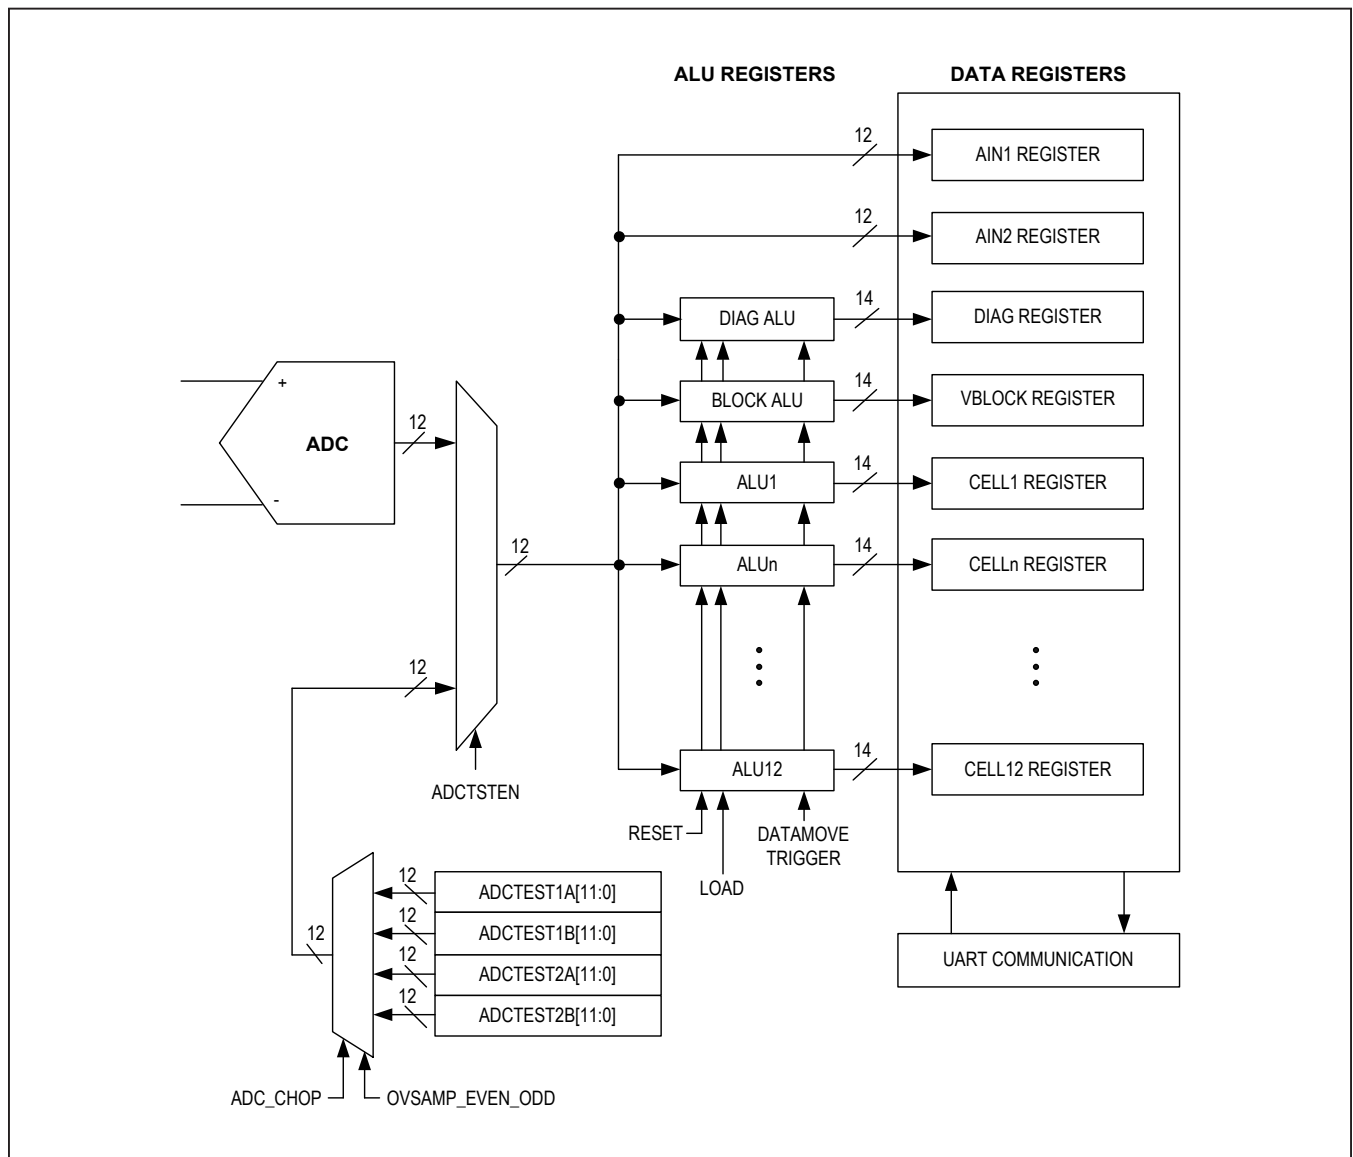 ALU REGISTERS
DATA REGISTERS
12
AIN1 REGISTER
12
AIN2 REGISTER
DIAG ALU
14
DIAG REGISTER
+
-
ADC
12
BLOCK ALU
14
VBLOCK REGISTER
ALU1
14
CELL1 REGISTER
12
ALUn
14
CELLn REGISTER
12
ADCTSTEN
ALU12
14
CELL12 REGISTER
RESET
LOAD
DATAMOVE
TRIGGER
12
ADCTEST1A[11:0]
12
ADCTEST1B[11:0]
12
ADCTEST2A[11:0]
12
ADCTEST2B[11:0]
12
UART COMMUNICATION
ADC_CHOP
OVSAMP_EVEN_ODD